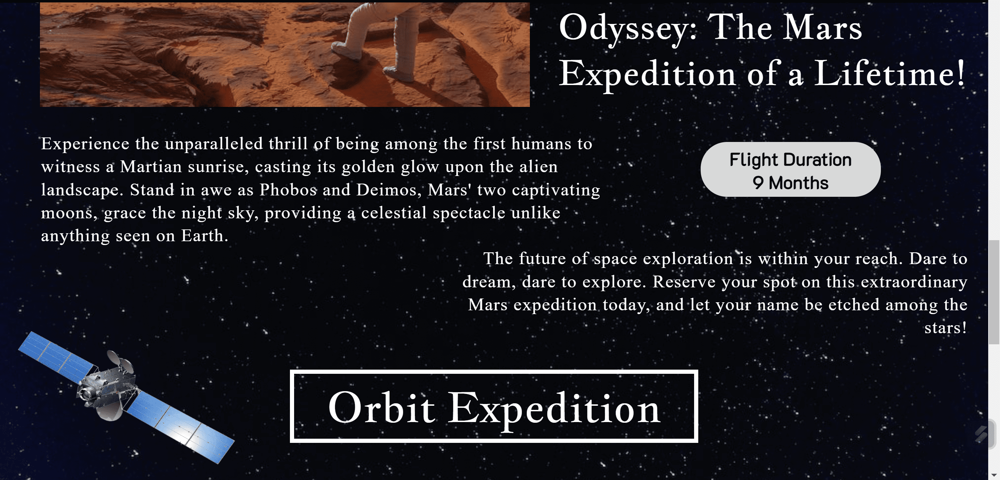 Odyssey: The Mars
Expedition of a Lifetime!
Experience the unparalleled thrill of being among the first humans to
witness a Martian sunrise, casting its golden glow upon the alien
landscape. Stand in awe as Phobos and Deimos, Mars' two captivating
moons, grace the night sky, providing a celestial spectacle unlike
anything seen on Earth.
Flight Duration
9 Months
The future of space exploration is within your reach. Dare to
dream, dare to explore. Reserve your spot on this extraordinary
Mars expedition today, and let your name be etched among the
stars!
Orbit Expedition